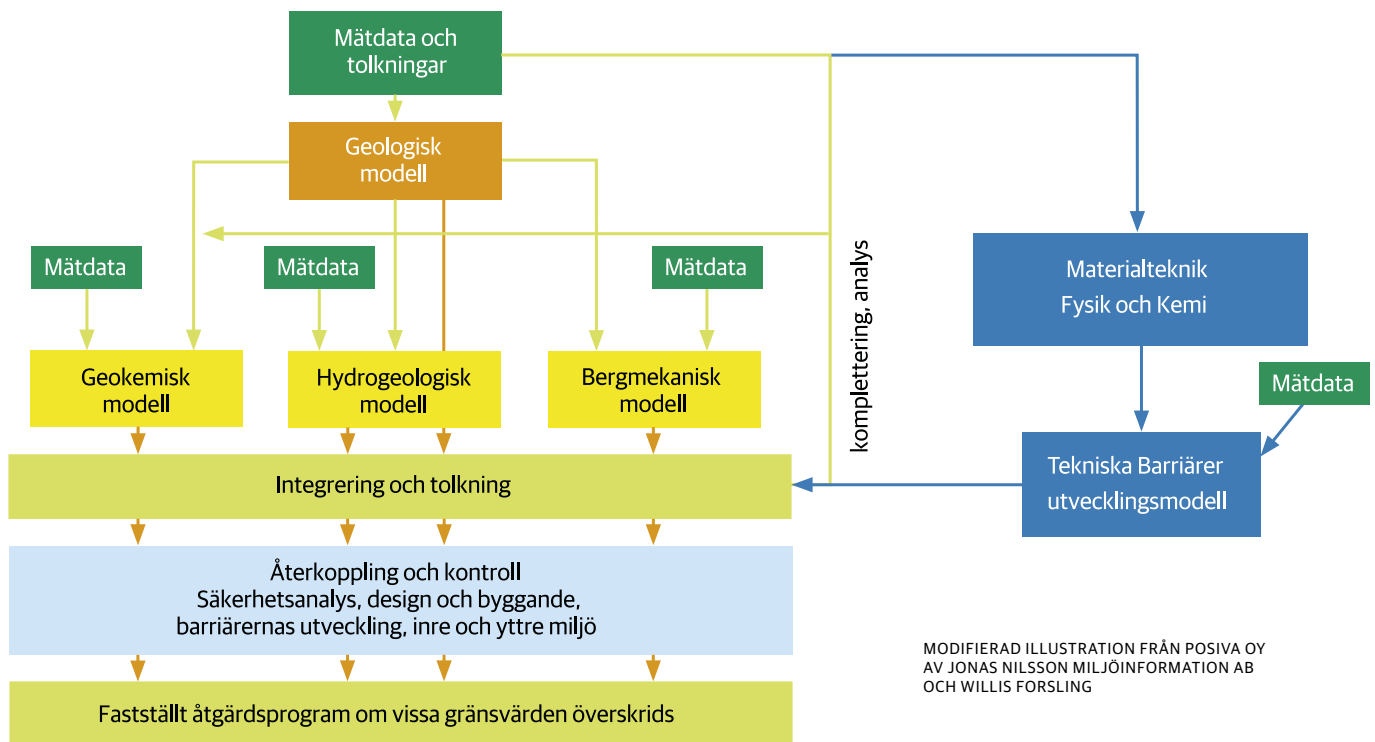 Mätdata och
tolkningar
Geologisk
modell
Mätdata
Mätdata
Mätdata
Geokemisk
modell
Hydrogeologisk
modell
Bergmekanisk
modell
komplettering, analys
Materialteknik
Fysik och Kemi
Mätdata
Tekniska Barriärer
utvecklingsmodell
Integrering och tolkning
Återkoppling och kontroll
Säkerhetsanalys, design och byggande,
barriärernas utveckling, inre och yttre miljö
Fastställt åtgärdsprogram om vissa gränsvärden överskrids
MODIFIERAD ILLUSTRATION FRÅN POSIVA OY
AV JONAS NILSSON MILJÖINFORMATION AB
OCH WILLIS FORSLING